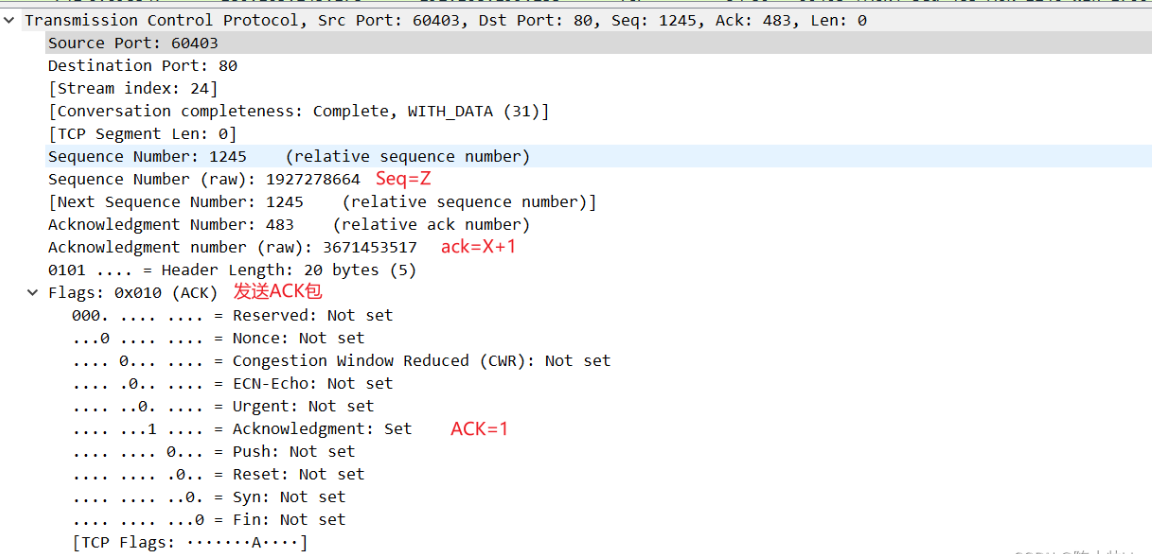 Transmission Control Protocol, Src Port: 60403, Dst Port: 80, Seq: 1245, Ack: 483, Len: 0
Source Port: 60403
Destination Port: 80
[Stream index: 24]
[Conversation completeness: Complete, WITH_DATA (31)]
[TCP Segment Len: 0]
Sequence Number: 1245    (relative sequence number)
Sequence Number (raw): 1927278664 Seq=Z
[Next Sequence Number: 1245    (relative sequence number)]
Acknowledgment Number: 483    (relative ack number)
Acknowledgment number (raw): 3671453517 ack=X+1
0101 .... = Header Length: 20 bytes (5)
Flags: 0x010 (ACK) 发送ACK包
000. .... .... = Reserved: Not set
...0 .... .... = Nonce: Not set
.... 0... .... = Congestion Window Reduced (CWR): Not set
.... .0.. .... = ECN-Echo: Not set
.... ..0. .... = Urgent: Not set
.... ...1 .... = Acknowledgment: Set ACK=1
.... .... 0... = Push: Not set
.... .... .0.. = Reset: Not set
.... .... ..0. = Syn: Not set
.... .... ...0 = Fin: Not set
[TCP Flags: ·······A····]